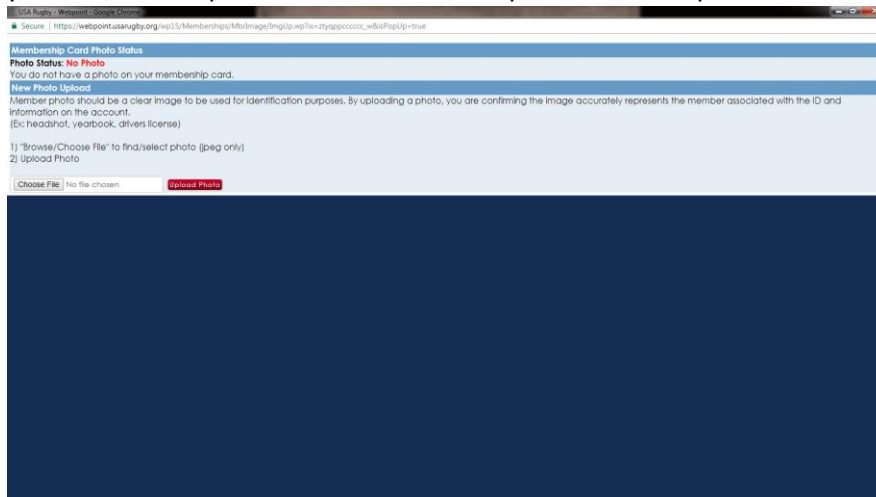 USA Rugby - Webpoint - Google Chrome
Secure | https://webpoint.usarugby.org/wp15/Memberships/MbrImage/ImgUp.wp?ix=ztyqppcccccc_w&isPopUp=true
Membership Card Photo Status
Photo Status: No Photo
You do not have a photo on your membership card.
New Photo Upload
Member photo should be a clear image to be used for identification purposes. By uploading a photo, you are confirming the image accurately represents the member associated with the ID and
information on the account.
(Ex: headshot, yearbook, drivers license)
1) "Browse/Choose File" to find/select photo (jpeg only)
2) Upload Photo
Choose File No file chosen Upload Photo